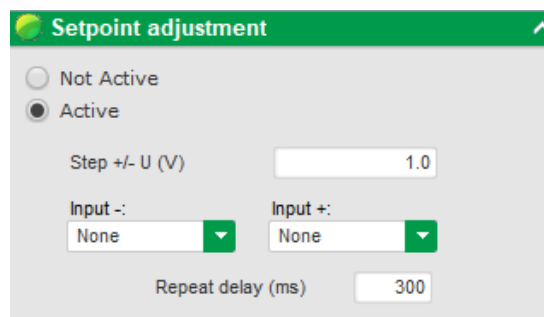 Setpoint adjustment
Not Active
Active
Step +/- U (V) 1.0
Input -: Input +:
None None
Repeat delay (ms) 300